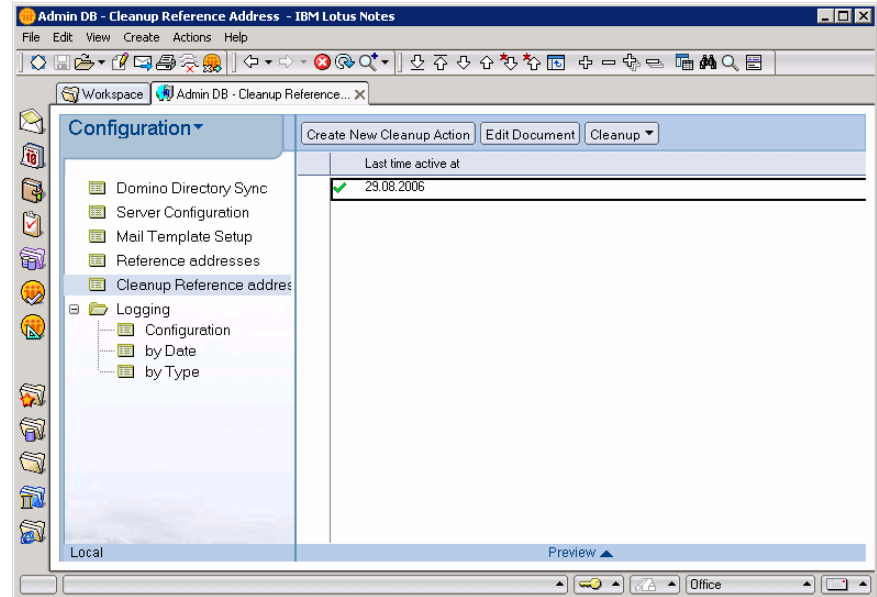 Admin DB - Cleanup Reference Address - IBM Lotus Notes
File Edit View Create Actions Help
Workspace Admin DB - Cleanup Reference...
Configuration
Create New Cleanup Action Edit Document Cleanup
Last time active at
29.08.2006
Domino Directory Sync
Server Configuration
Mail Template Setup
Reference addresses
Cleanup Reference addres
Logging
Configuration
by Date
by Type
18
Local Preview
Office